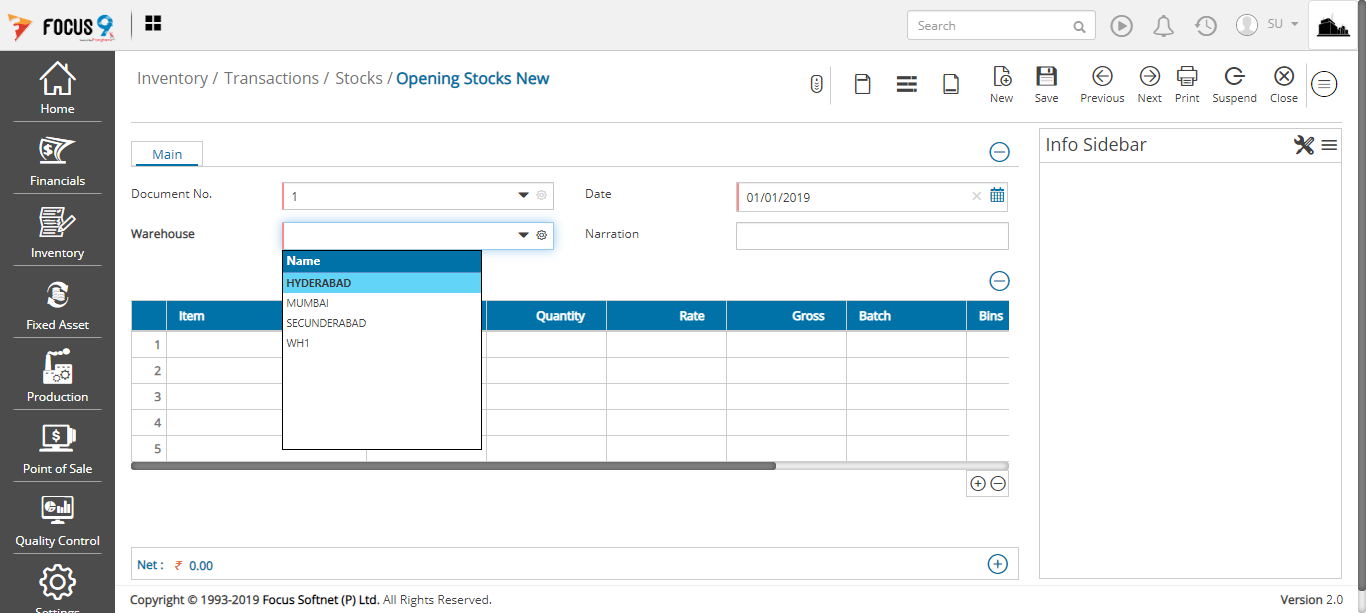 FOCUS 9
Search
SU
Home
Financials
Inventory
Fixed Asset
Production
Point of Sale
Quality Control
Settings
Inventory / Transactions / Stocks / Opening Stocks New
New Save Previous Next Print Suspend Close
Main
Info Sidebar
Document No. 1 Date 01/01/2019
Warehouse Narration
Name
HYDERABAD
MUMBAI
SECUNDERABAD
WH1
Item Quantity Rate Gross Batch Bins
1
2
3
4
5
Net : ₹ 0.00
Copyright © 1993-2019 Focus Softnet (P) Ltd. All Rights Reserved. Version 2.0